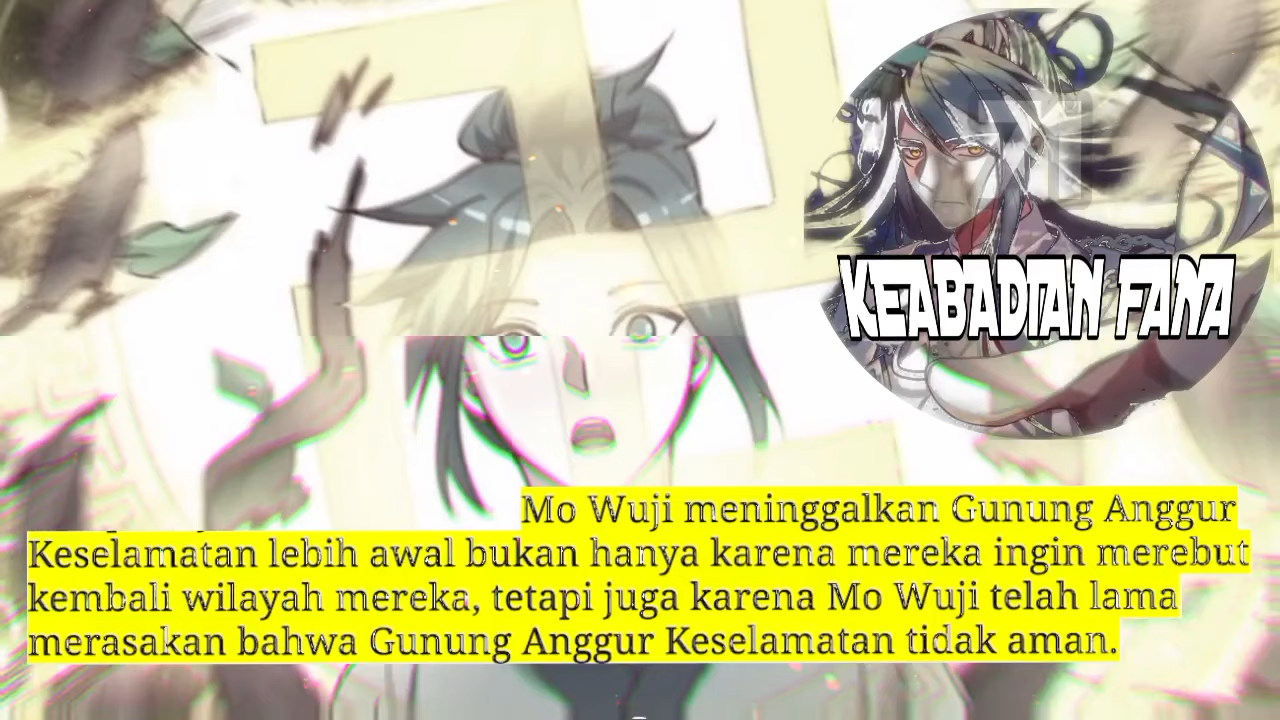 KEABADIAN FANA
Mo Wuji meninggalkan Gunung Anggur
Keselamatan lebih awal bukan hanya karena mereka ingin merebut
kembali wilayah mereka, tetapi juga karena Mo Wuji telah lama
merasakan bahwa Gunung Anggur Keselamatan tidak aman.